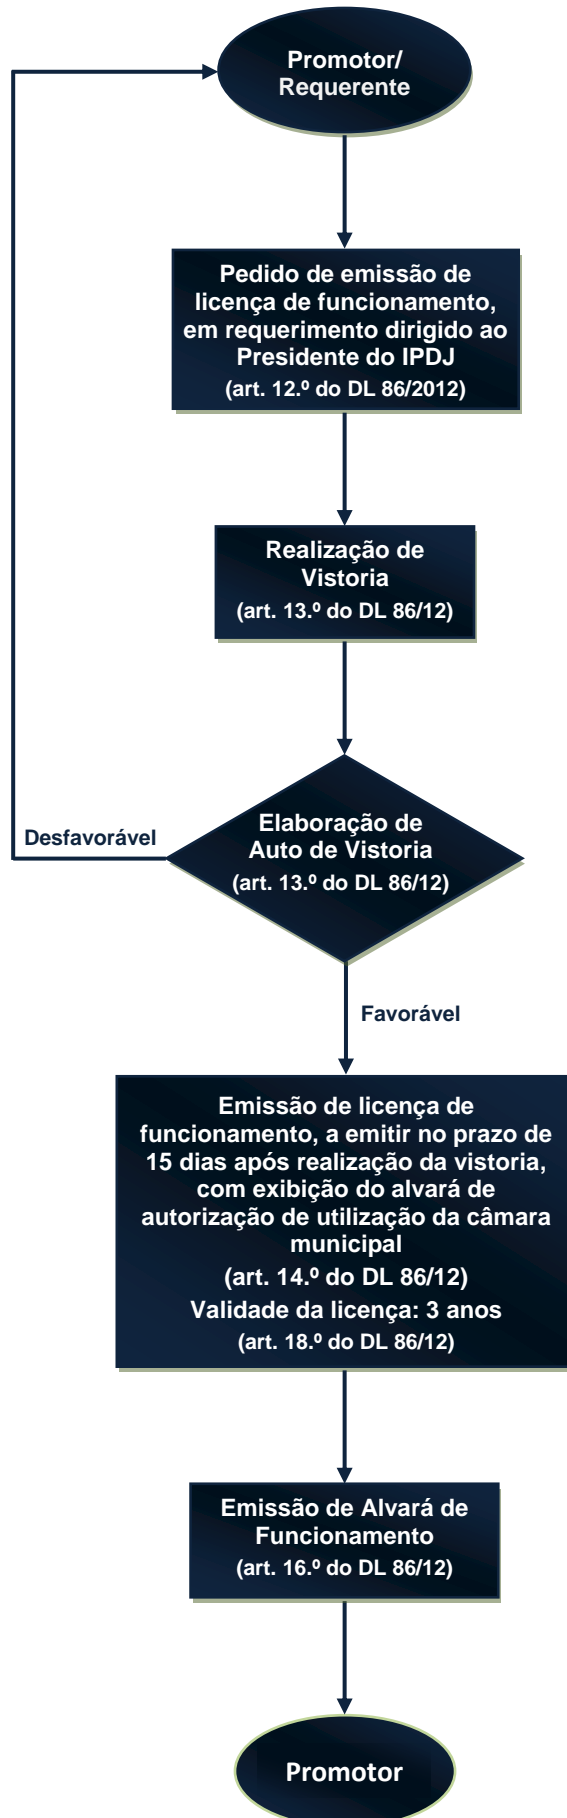 Promotor/
Requerente
Pedido de emissão de
licença de funcionamento,
em requerimento dirigido ao
Presidente do IPDJ
(art. 12.º do DL 86/2012)
Realização de
Vistoria
(art. 13.º do DL 86/12)
Elaboração de
Auto de Vistoria
(art. 13.º do DL 86/12)
Desfavorável
Favorável
Emissão de licença de
funcionamento, a emitir no prazo de
15 dias após realização da vistoria,
com exibição do alvará de
autorização de utilização da câmara
municipal
(art. 14.º do DL 86/12)
Validade da licença: 3 anos
(art. 18.º do DL 86/12)
Emissão de Alvará de
Funcionamento
(art. 16.º do DL 86/12)
Promotor